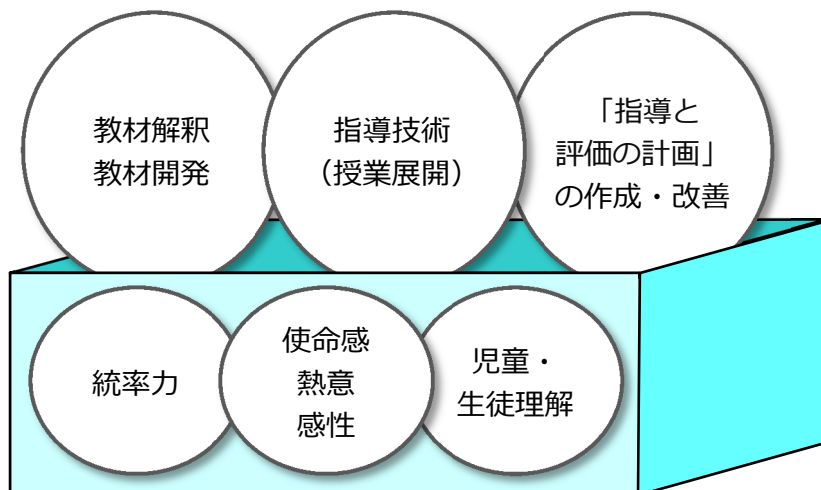 教材解釈
教材開発
指導技術
（授業展開）
「指導と
評価の計画」
の作成・改善
統率力
使命感
熱意
感性
児童・
生徒理解